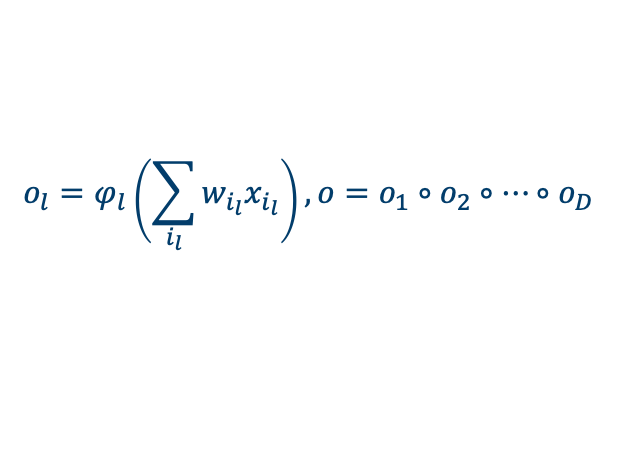 o_l = φ_l (∑_{i_l} w_{i_l} x_{i_l}), o = o_1 ∘ o_2 ∘ ⋯ ∘ o_D